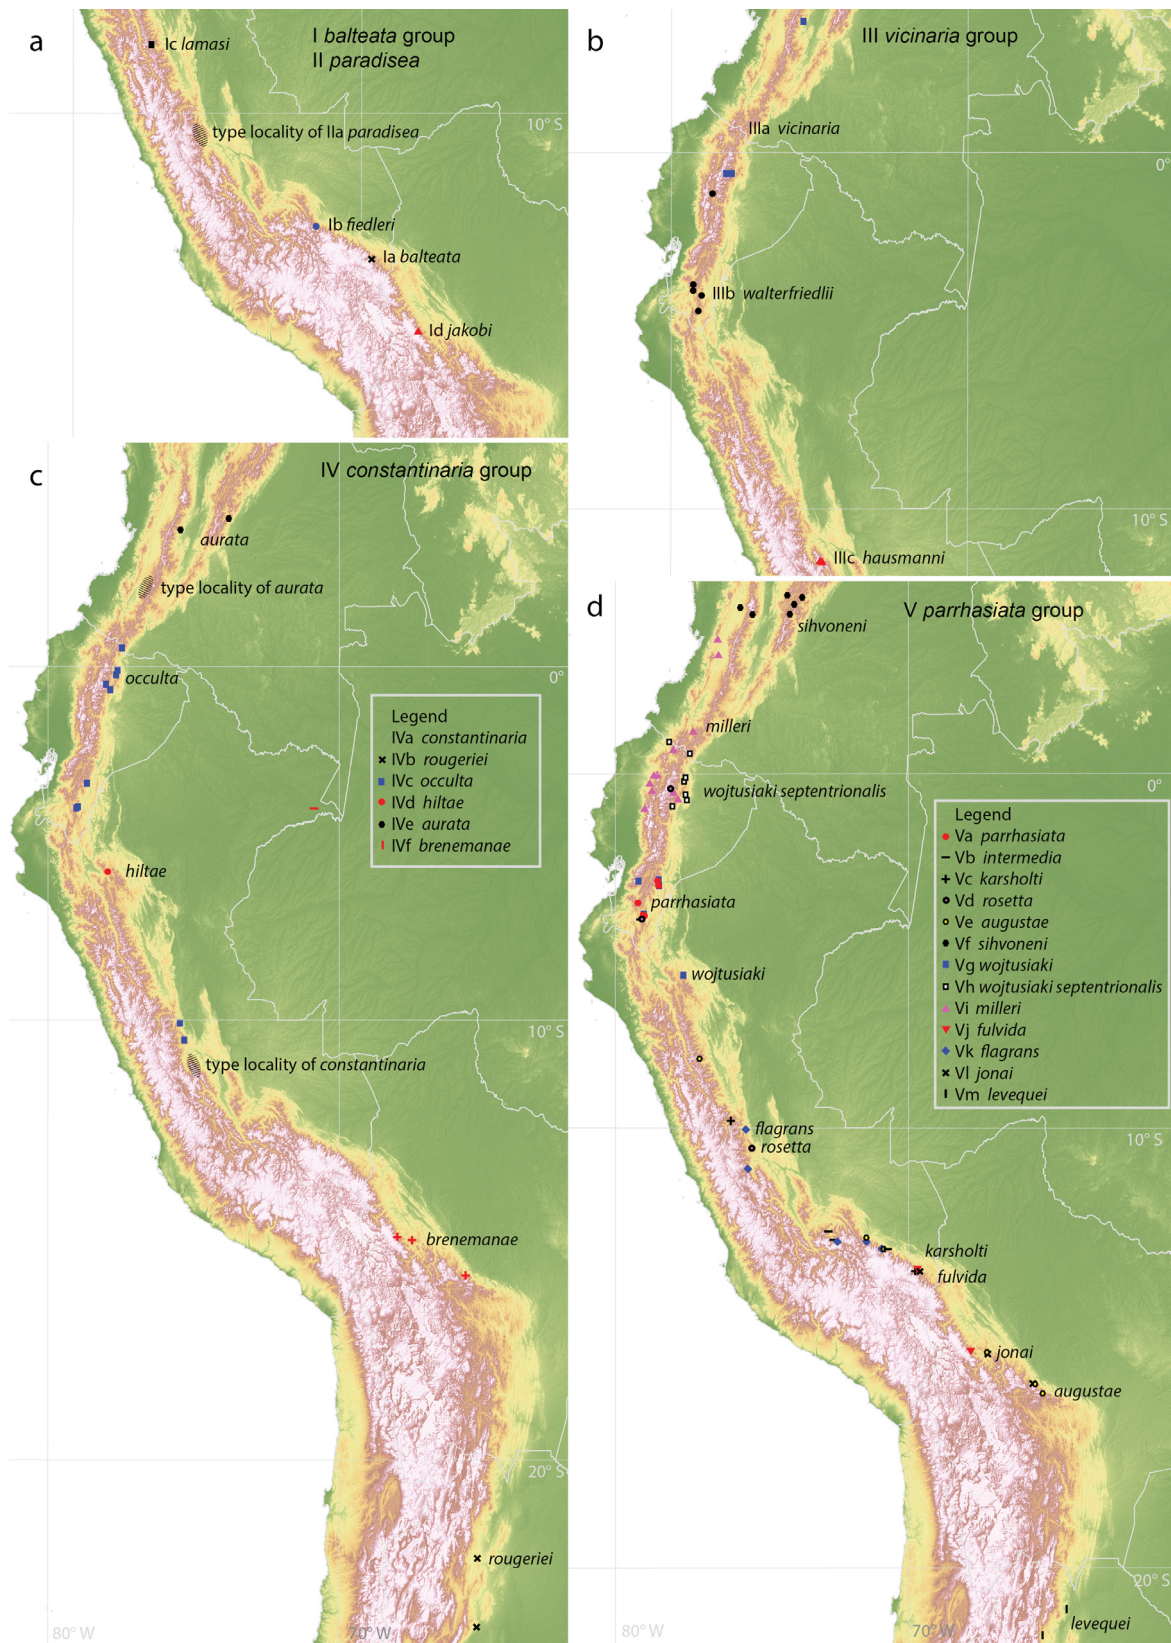 a
I balteata group
II paradisea
Ic lamasi
10° S
type locality of IIa paradisea
Ib fiedleri
Ia balteata
Id jakobi
b
III vicinaria group
IIIa vicinaria
0°
IIIb walterfriedlii
10° S
IIIc hausmanni
c
IV constantinaria group
aurata
type locality of aurata
occulta
0°
Legend
IVa constantinaria
IVb rougeriei
IVc occulta
IVd hiltae
IVe aurata
IVf brenemanae
hiltae
10° S
type locality of constantinaria
brenemanae
20° S
rougeriei
80° W
70° W
d
V parrhasiata group
sihvoneni
milleri
0°
wojtusiaki septentrionalis
Legend
Va parrhasiata
Vb intermedia
Vc karsholti
Vd rosetta
Ve augustae
Vf sihvoneni
Vg wojtusiaki
Vh wojtusiaki septentrionalis
Vi milleri
Vj fulvida
Vk flagrans
Vl jonai
Vm levequei
parrhasiata
wojtusiaki
flagrans
10° S
rosetta
karsholti
fulvida
jonai
augustae
20° S
levequei
80° W
70° W